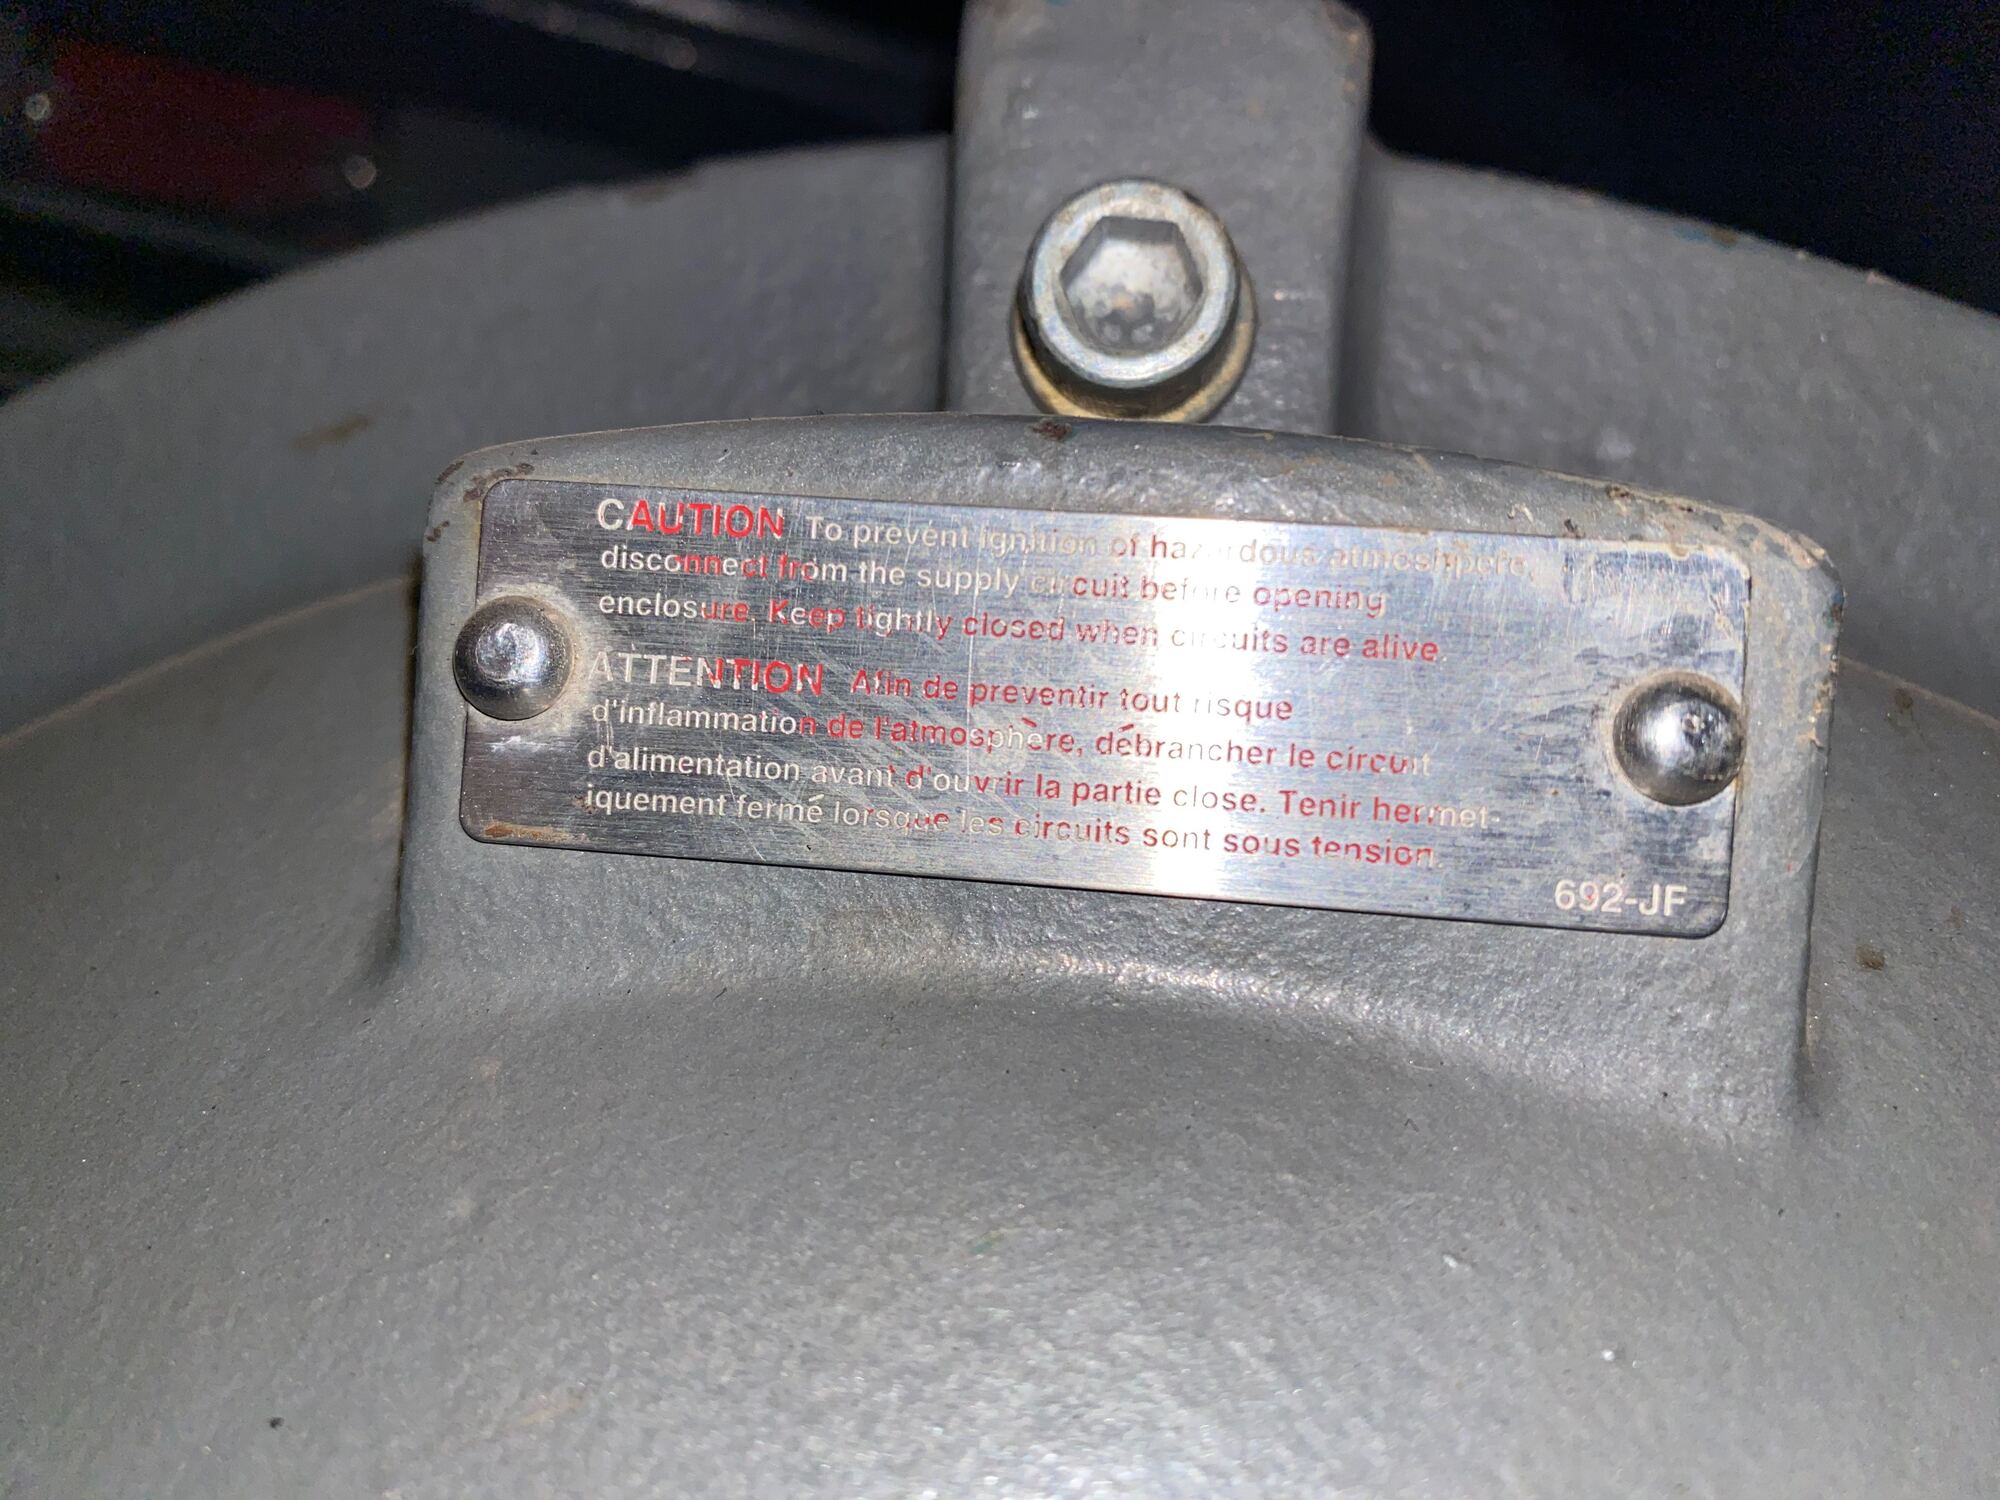 CAUTION To prevent ignition of hazardous atmoshpere,
disconnect from the supply circuit before opening
enclosure. Keep tightly closed when circuits are alive.
ATTENTION Afin de preventir tout risque
d'inflammation de l'atmosphère, débrancher le circuit
d'alimentation avant d'ouvrir la partie close. Tenir hermet-
iquement fermé lorsque les circuits sont sous tension.
692-JF